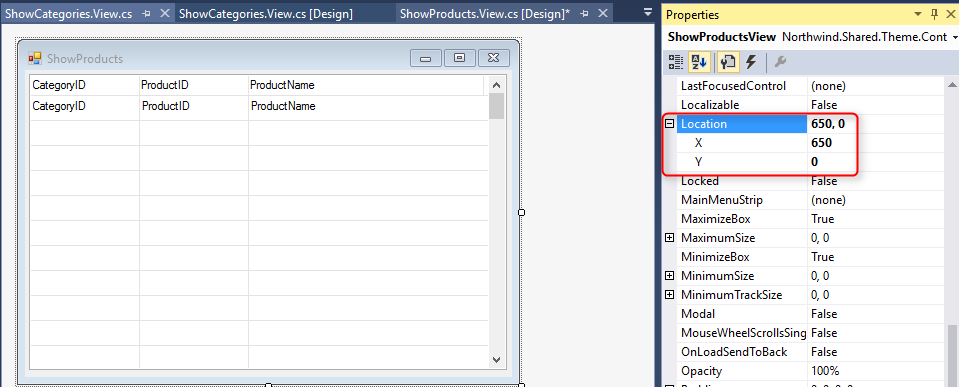 ShowCategories.View.cs
ShowCategories.View.cs [Design]
ShowProducts.View.cs [Design]*
ShowProducts
CategoryID ProductID ProductName
CategoryID ProductID ProductName
Properties
ShowProductsView Northwind.Shared.Theme.Cont
LastFocusedControl (none)
Localizable False
Location 650, 0
X 650
Y 0
Locked False
MainMenuStrip (none)
MaximizeBox True
MaximumSize 0, 0
MinimizeBox True
MinimumSize 0, 0
MinimumTrackSize 0, 0
Modal False
MouseWheelScrollsSing False
OnLoadSendToBack False
Opacity 100%